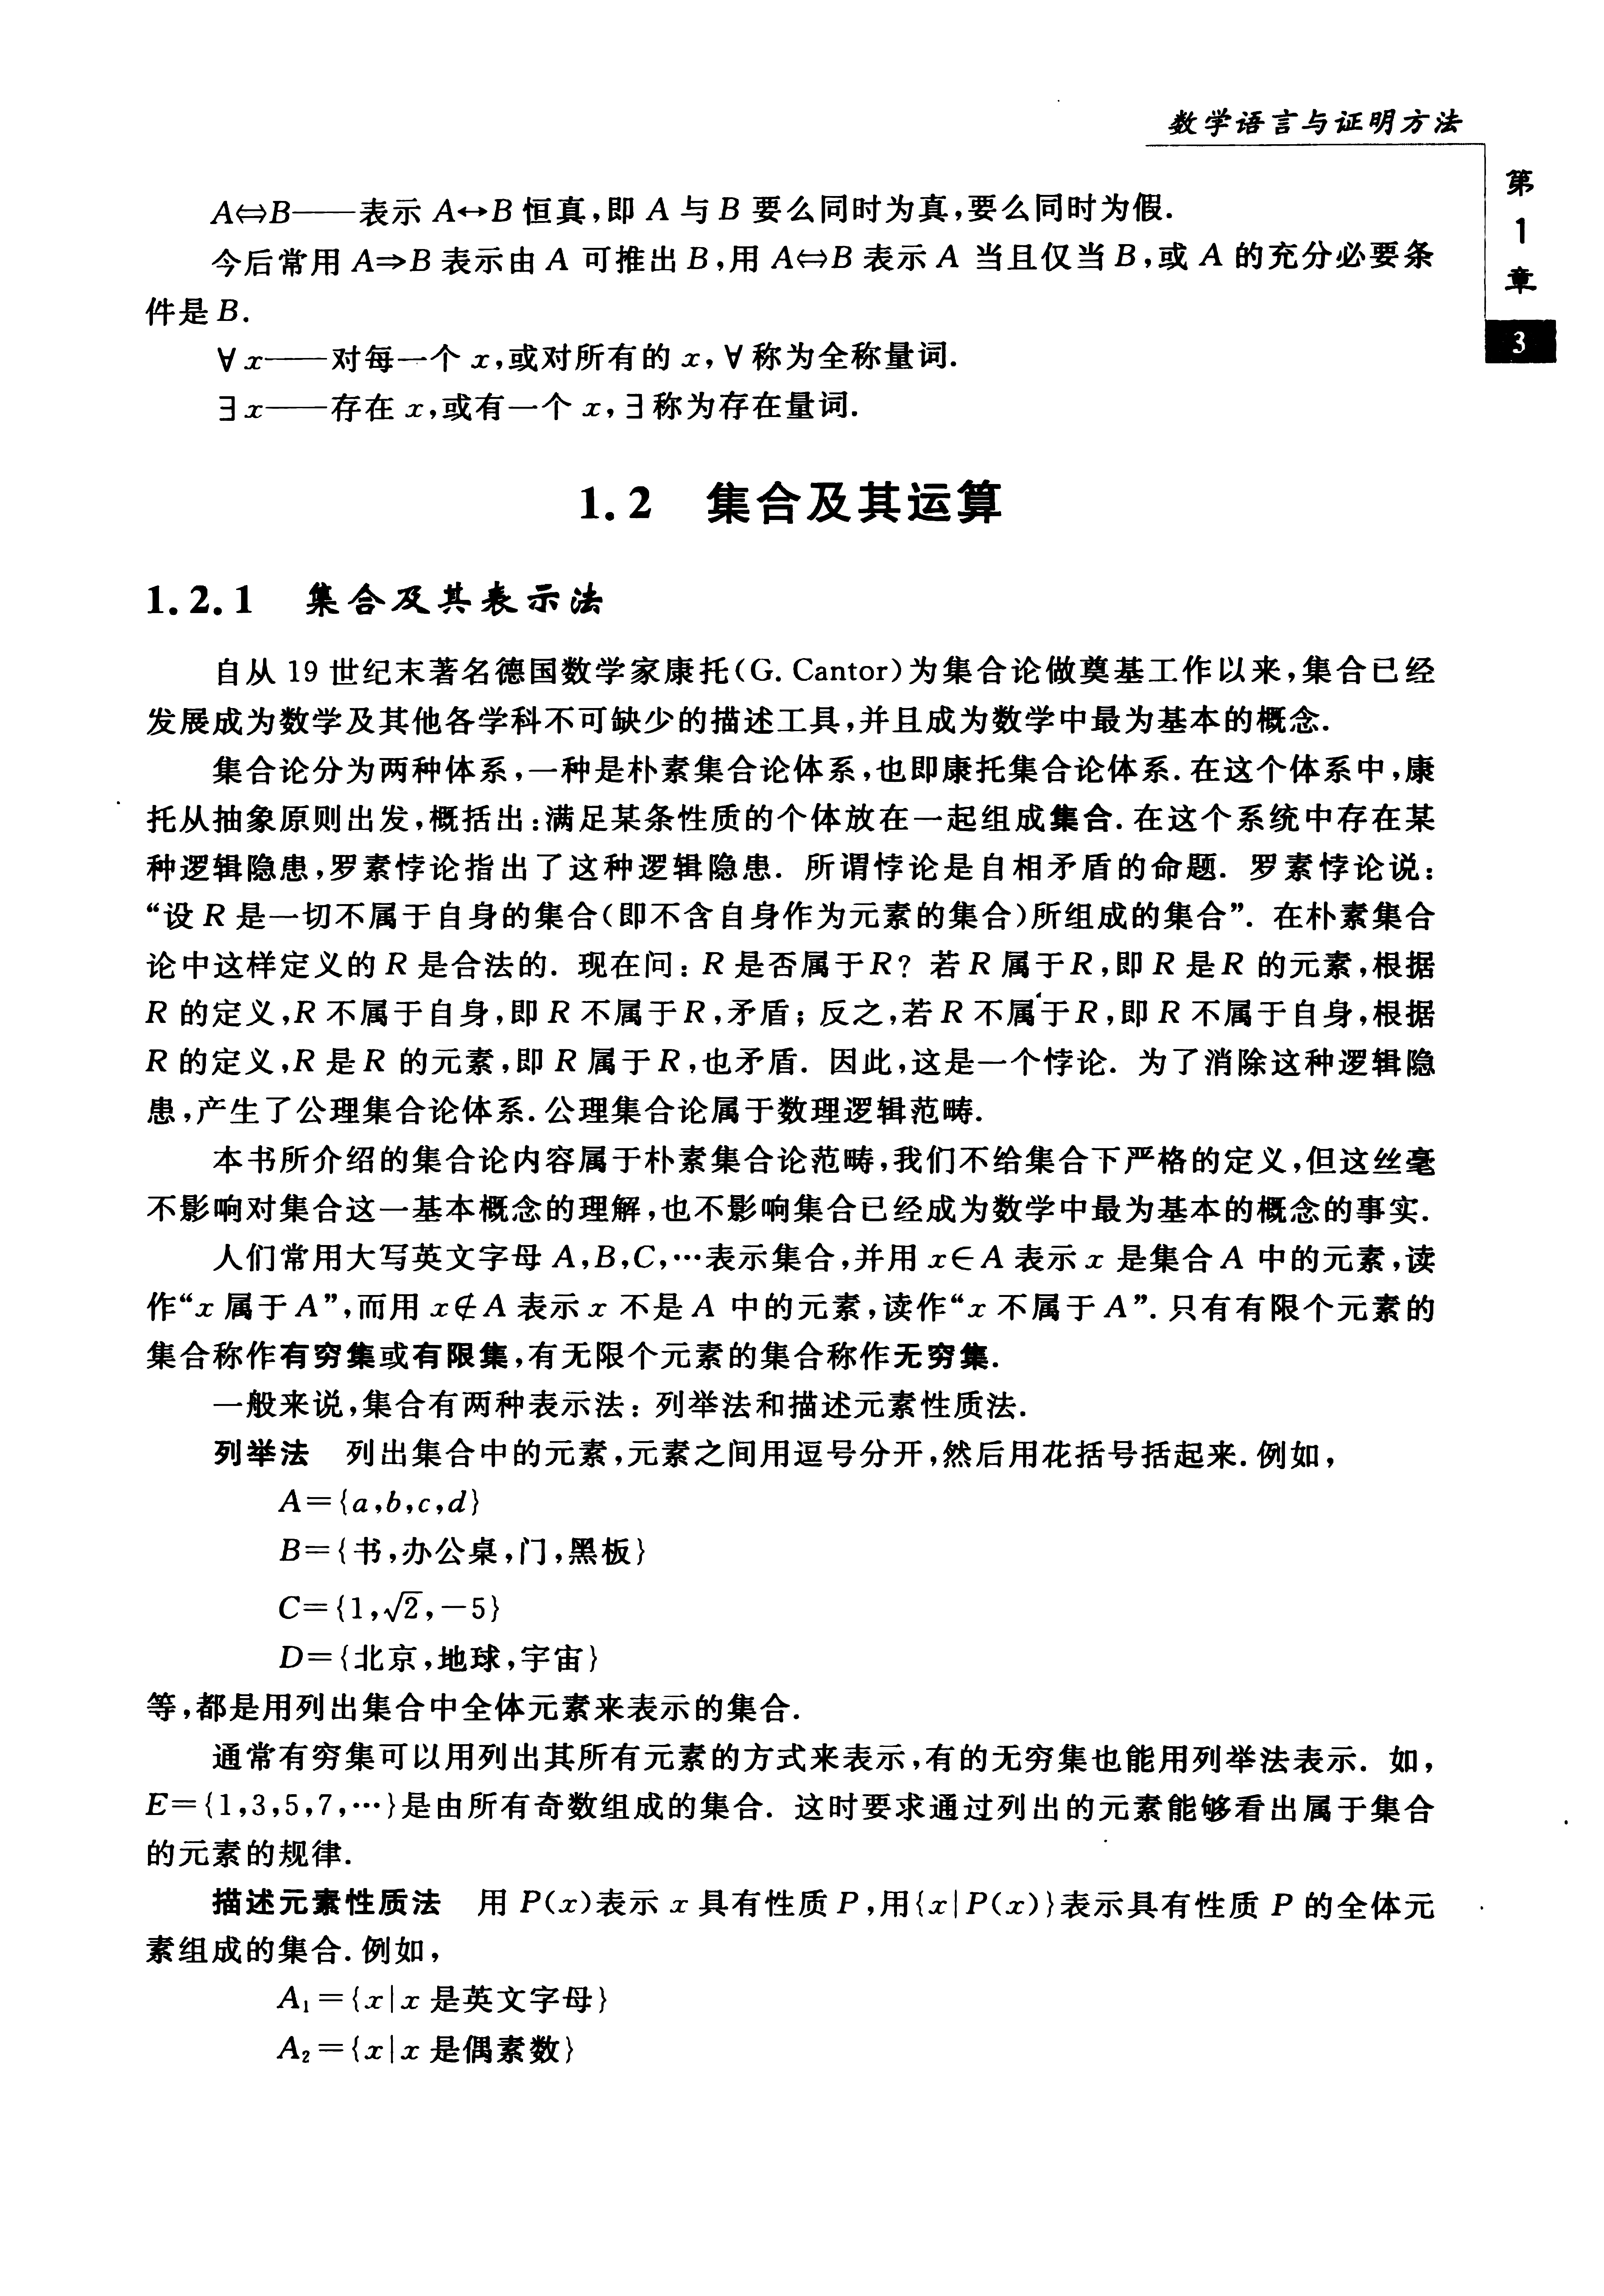 数学语言与证明方法
第
1
章
3
A⇔B——表示 A↔B 恒真,即 A 与 B 要么同时为真,要么同时为假.
今后常用 A⇒B 表示由 A 可推出 B,用 A⇔B 表示 A 当且仅当 B,或 A 的充分必要条
件是 B.
∀x——对每一个 x,或对所有的 x,∀称为全称量词.
∃x——存在 x,或有一个 x,∃称为存在量词.
1.2 集合及其运算
1.2.1 集合及其表示法
自从 19 世纪末著名德国数学家康托(G. Cantor)为集合论做奠基工作以来,集合已经
发展成为数学及其他各学科不可缺少的描述工具,并且成为数学中最为基本的概念.
集合论分为两种体系,一种是朴素集合论体系,也即康托集合论体系.在这个体系中,康
托从抽象原则出发,概括出:满足某条性质的个体放在一起组成集合.在这个系统中存在某
种逻辑隐患,罗素悖论指出了这种逻辑隐患. 所谓悖论是自相矛盾的命题. 罗素悖论说:
“设 R 是一切不属于自身的集合(即不含自身作为元素的集合)所组成的集合”. 在朴素集合
论中这样定义的 R 是合法的. 现在问: R 是否属于R? 若 R 属于R,即 R 是R 的元素,根据
R 的定义,R 不属于自身,即 R 不属于R,矛盾; 反之,若 R 不属于R,即 R 不属于自身,根据
R 的定义,R 是 R 的元素,即 R 属于R,也矛盾. 因此,这是一个悖论. 为了消除这种逻辑隐
患,产生了公理集合论体系.公理集合论属于数理逻辑范畴.
本书所介绍的集合论内容属于朴素集合论范畴,我们不给集合下严格的定义,但这丝毫
不影响对集合这一基本概念的理解,也不影响集合已经成为数学中最为基本的概念的事实.
人们常用大写英文字母 A,B,C,…表示集合,并用 x∈A 表示 x 是集合 A 中的元素,读
作“x 属于 A”,而用 x∉A 表示 x 不是 A 中的元素,读作“x 不属于 A”.只有有限个元素的
集合称作有穷集或有限集,有无限个元素的集合称作无穷集.
一般来说,集合有两种表示法: 列举法和描述元素性质法.
列举法 列出集合中的元素,元素之间用逗号分开,然后用花括号括起来.例如,
A={a,b,c,d}
B={书,办公桌,门,黑板}
C={1,√2,−5}
D={北京,地球,宇宙}
等,都是用列出集合中全体元素来表示的集合.
通常有穷集可以用列出其所有元素的方式来表示,有的无穷集也能用列举法表示. 如,
E={1,3,5,7,…}是由所有奇数组成的集合. 这时要求通过列出的元素能够看出属于集合
的元素的规律.
描述元素性质法 用 P(x)表示 x 具有性质 P,用{x|P(x)}表示具有性质 P 的全体元
素组成的集合.例如,
A₁={x|x 是英文字母}
A₂={x|x 是偶素数}